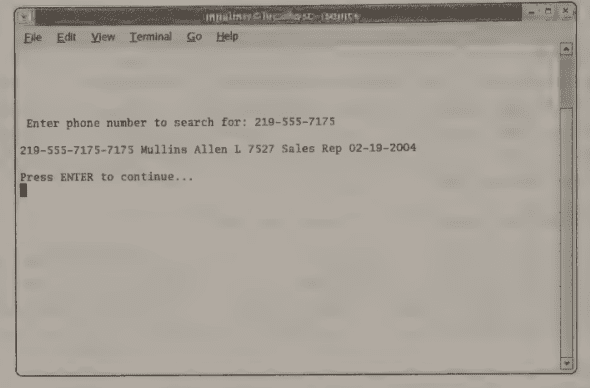 File Edit View Terminal Go Help
Enter phone number to search for: 219-555-7175
219-555-7175-7175 Mullins Allen L 7527 Sales Rep 02-19-2004
Press ENTER to continue...